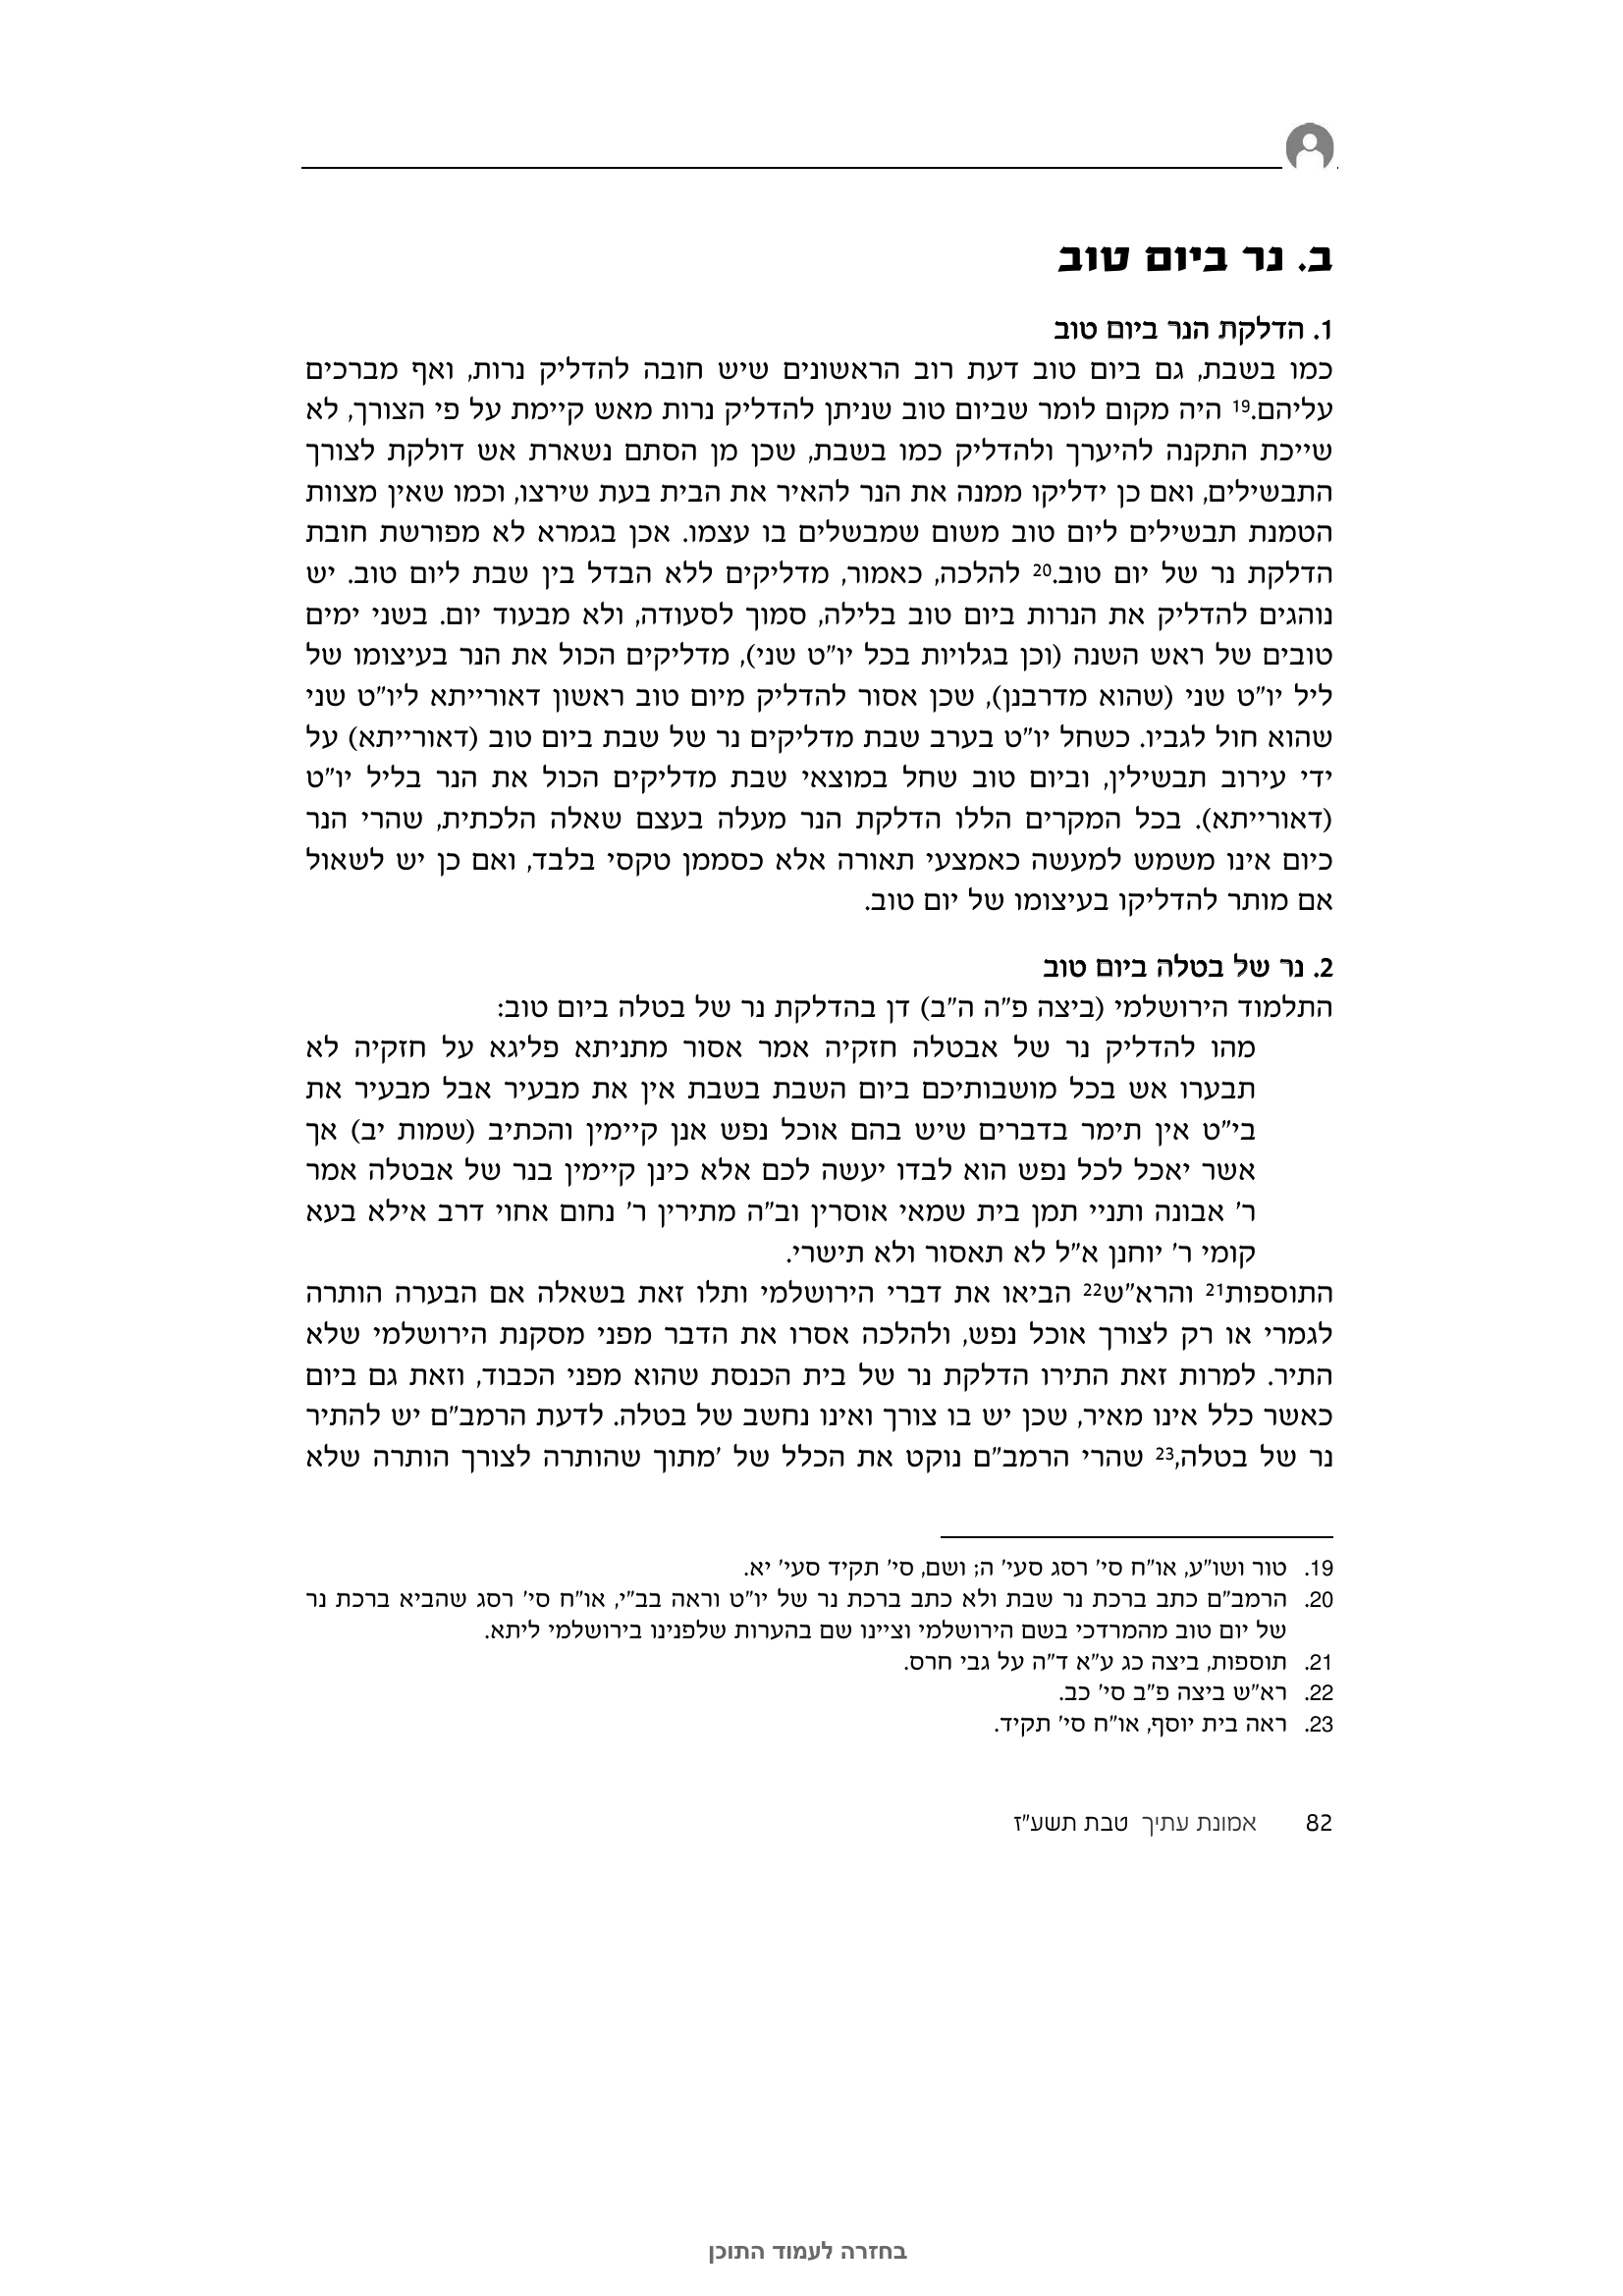 ב. נר ביום טוב
1. הדלקת הנר ביום טוב
כמו בשבת, גם ביום טוב דעת רוב הראשונים שיש חובה להדליק נרות, ואף מברכים
עליהם.19 היה מקום לומר שביום טוב שניתן להדליק נרות מאש קיימת על פי הצורך, לא
שייכת התקנה להיערך ולהדליק כמו בשבת, שכן מן הסתם נשארת אש דולקת לצורך
התבשילים, ואם כן ידליקו ממנה את הנר להאיר את הבית בעת שירצו, וכמו שאין מצוות
הטמנת תבשילים ליום טוב משום שמבשלים בו עצמו. אכן בגמרא לא מפורשת חובת
הדלקת נר של יום טוב.20 להלכה, כאמור, מדליקים ללא הבדל בין שבת ליום טוב. יש
נוהגים להדליק את הנרות ביום טוב בלילה, סמוך לסעודה, ולא מבעוד יום. בשני ימים
טובים של ראש השנה (וכן בגלויות בכל יו"ט שני), מדליקים הכול את הנר בעיצומו של
ליל יו"ט שני (שהוא מדרבנן), שכן אסור להדליק מיום טוב ראשון דאורייתא ליו"ט שני
שהוא חול לגביו. כשחל יו"ט בערב שבת מדליקים נר של שבת ביום טוב (דאורייתא) על
ידי עירוב תבשילין, וביום טוב שחל במוצאי שבת מדליקים הכול את הנר בליל יו"ט
(דאורייתא). בכל המקרים הללו הדלקת הנר מעלה בעצם שאלה הלכתית, שהרי הנר
כיום אינו משמש למעשה כאמצעי תאורה אלא כסממן טקסי בלבד, ואם כן יש לשאול
אם מותר להדליקו בעיצומו של יום טוב.
2. נר של בטלה ביום טוב
התלמוד הירושלמי (ביצה פ"ה ה"ב) דן בהדלקת נר של בטלה ביום טוב:
מהו להדליק נר של אבטלה חזקיה אמר אסור מתניתא פליגא על חזקיה לא
תבערו אש בכל מושבותיכם ביום השבת בשבת אין את מבעיר אבל מבעיר את
בי"ט אין תימר בדברים שיש בהם אוכל נפש אנן קיימין והכתיב (שמות יב) אך
אשר יאכל לכל נפש הוא לבדו יעשה לכם אלא כינן קיימין בנר של אבטלה אמר
ר' אבונה ותניי תמן בית שמאי אוסרין וב"ה מתירין ר' נחום אחוי דרב אילא בעא
קומי ר' יוחנן א"ל לא תאסור ולא תישרי.
התוספות21 והרא"ש22 הביאו את דברי הירושלמי ותלו זאת בשאלה אם הבערה הותרה
לגמרי או רק לצורך אוכל נפש, ולהלכה אסרו את הדבר מפני מסקנת הירושלמי שלא
התיר. למרות זאת התירו הדלקת נר של בית הכנסת שהוא מפני הכבוד, וזאת גם ביום
כאשר כלל אינו מאיר, שכן יש בו צורך ואינו נחשב של בטלה. לדעת הרמב"ם יש להתיר
נר של בטלה,23 שהרי הרמב"ם נוקט את הכלל של 'מתוך שהותרה לצורך הותרה שלא
19. טור ושו"ע, או"ח סי' רסג סעי' ה; ושם, סי' תקיד סעי' יא.
20. הרמב"ם כתב ברכת נר שבת ולא כתב ברכת נר של יו"ט וראה בב"י, או"ח סי' רסג שהביא ברכת נר
של יום טוב מהמרדכי בשם הירושלמי וציינו שם בהערות שלפנינו בירושלמי ליתא.
21. תוספות, ביצה כג ע"א ד"ה על גבי חרס.
22. רא"ש ביצה פ"ב סי' כב.
23. ראה בית יוסף, או"ח סי' תקיד.
82 אמונת עתיך טבת תשע"ז
בחזרה לעמוד התוכן